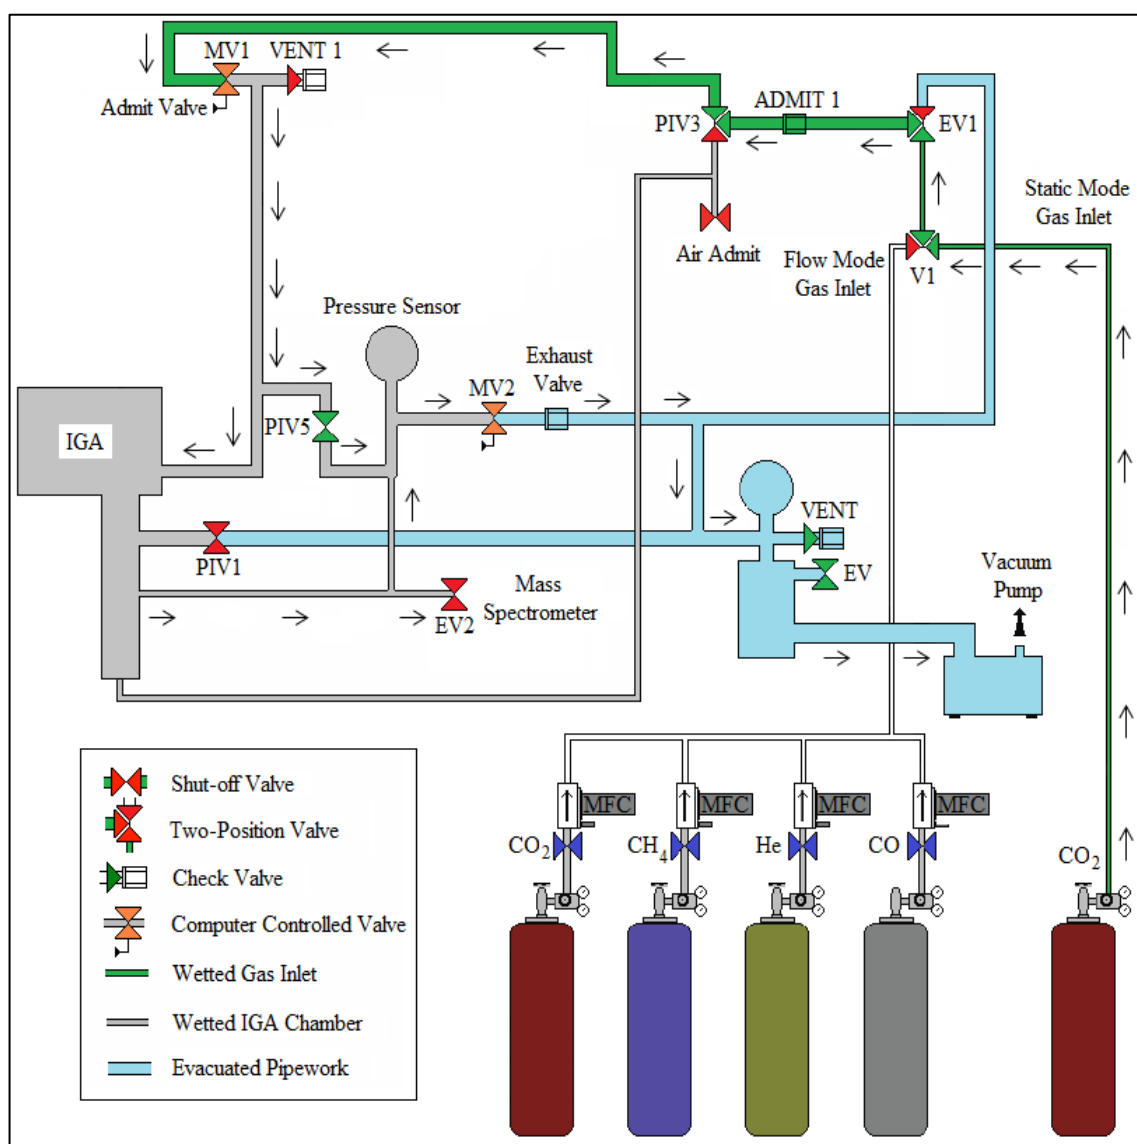 MV1
VENT 1
Admit Valve
ADMIT 1
PIV3
EV1
Static Mode
Gas Inlet
Air Admit
Flow Mode
Gas Inlet
V1
Pressure Sensor
Exhaust
Valve
MV2
PIV5
IGA
VENT
PIV1
EV
Mass
Spectrometer
EV2
Vacuum
Pump
Shut-off Valve
Two-Position Valve
Check Valve
Computer Controlled Valve
Wetted Gas Inlet
Wetted IGA Chamber
Evacuated Pipework
MFC
MFC
MFC
MFC
CO2
CH4
He
CO
CO2